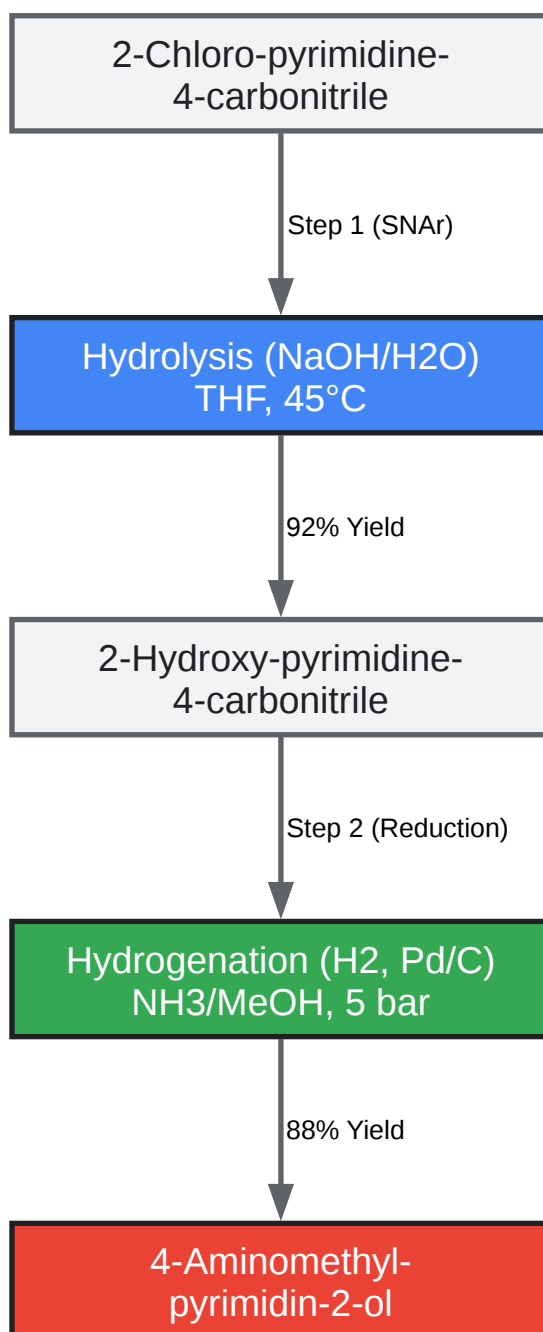 2-Chloro-pyrimidine-
4-carbonitrile
Step 1 (SNAr)
Hydrolysis (NaOH/H2O)
THF, 45°C
92% Yield
2-Hydroxy-pyrimidine-
4-carbonitrile
Step 2 (Reduction)
Hydrogenation (H2, Pd/C)
NH3/MeOH, 5 bar
88% Yield
4-Aminomethyl-
pyrimidin-2-ol